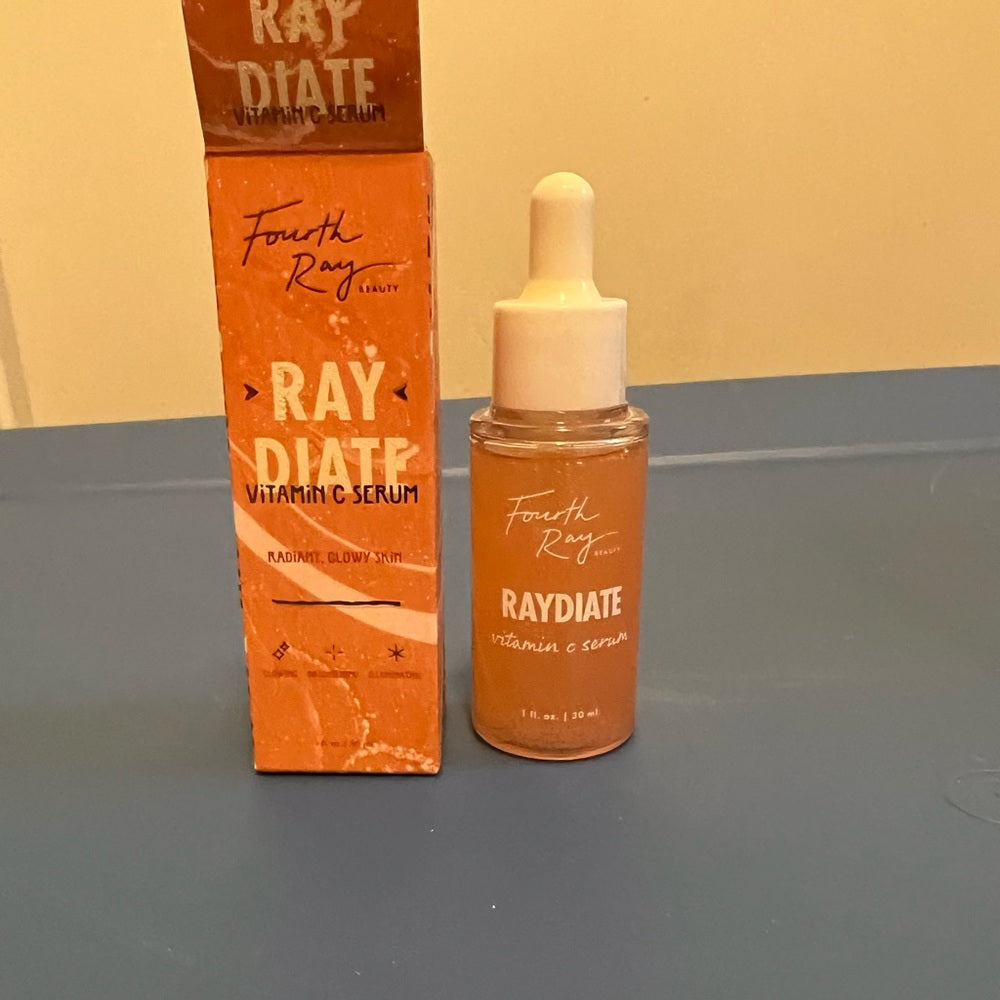 RAY
DIATE
VITAMIN C SERUM
Fourth
Ray
BEAUTY
RAY
DIATE
VITAMIN C SERUM
RADIANT, GLOWY SKIN
Fourth
Ray
BEAUTY
RAYDIATE
vitamin c serum
1 fl. oz. | 30 ml